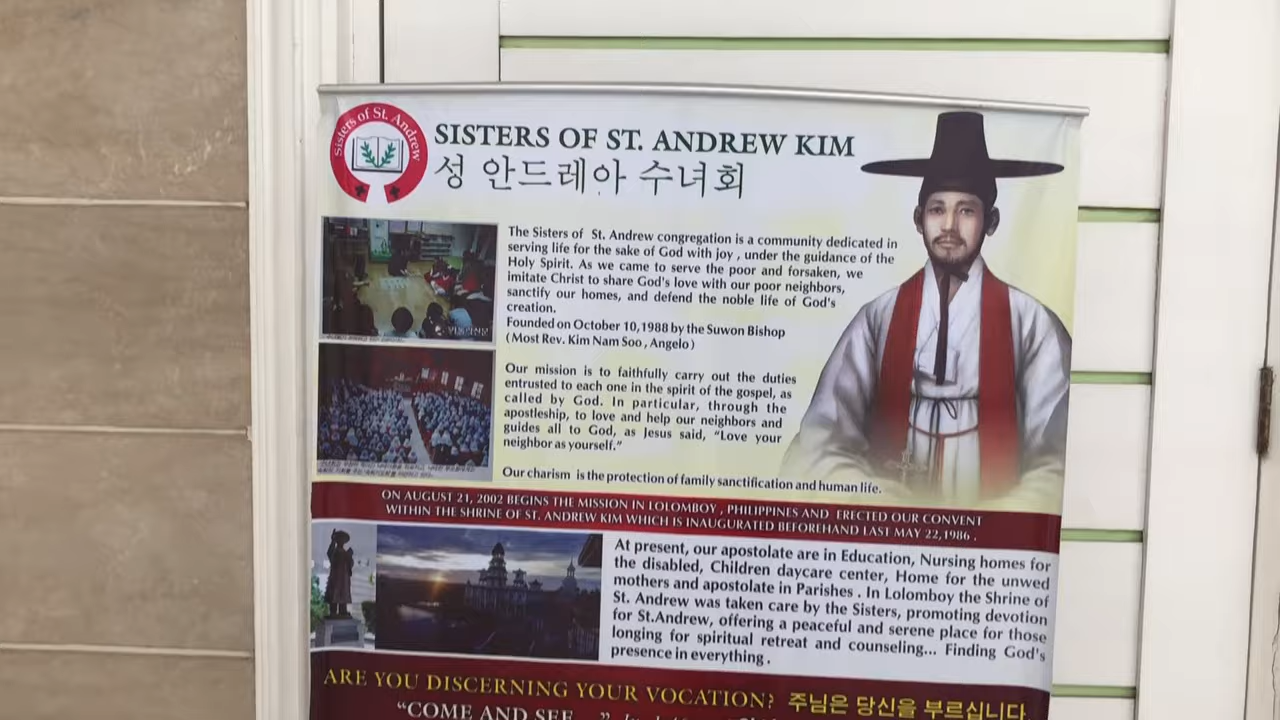 Sisters of St. Andrew
SISTERS OF ST. ANDREW KIM
성 안드레아 수녀회
The Sisters of St. Andrew congregation is a community dedicated in
serving life for the sake of God with joy , under the guidance of the
Holy Spirit. As we came to serve the poor and forsaken, we
imitate Christ to share God's love with our poor neighbors,
sanctify our homes, and defend the noble life of God's
creation.
Founded on October 10,1988 by the Suwon Bishop
(Most Rev. Kim Nam Soo , Angelo )
Our mission is to faithfully carry out the duties
entrusted to each one in the spirit of the gospel, as
called by God. In particular, through the
apostleship, to love and help our neighbors and
guides all to God, as Jesus said, "Love your
neighbor as yourself."
Our charism is the protection of family sanctification and human life.
ON AUGUST 21, 2002 BEGINS THE MISSION IN LOLOMBOY , PHILIPPINES AND ERECTED OUR CONVENT
WITHIN THE SHRINE OF ST. ANDREW KIM WHICH IS INAUGURATED BEFOREHAND LAST MAY 22,1986 .
At present, our apostolate are in Education, Nursing homes for
the disabled, Children daycare center, Home for the unwed
mothers and apostolate in Parishes . In Lolomboy the Shrine of
St. Andrew was taken care by the Sisters, promoting devotion
for St.Andrew, offering a peaceful and serene place for those
longing for spiritual retreat and counseling... Finding God's
presence in everything .
ARE YOU DISCERNING YOUR VOCATION? 주님은 당신을 부르십니다.
"COME AND SEE ... "